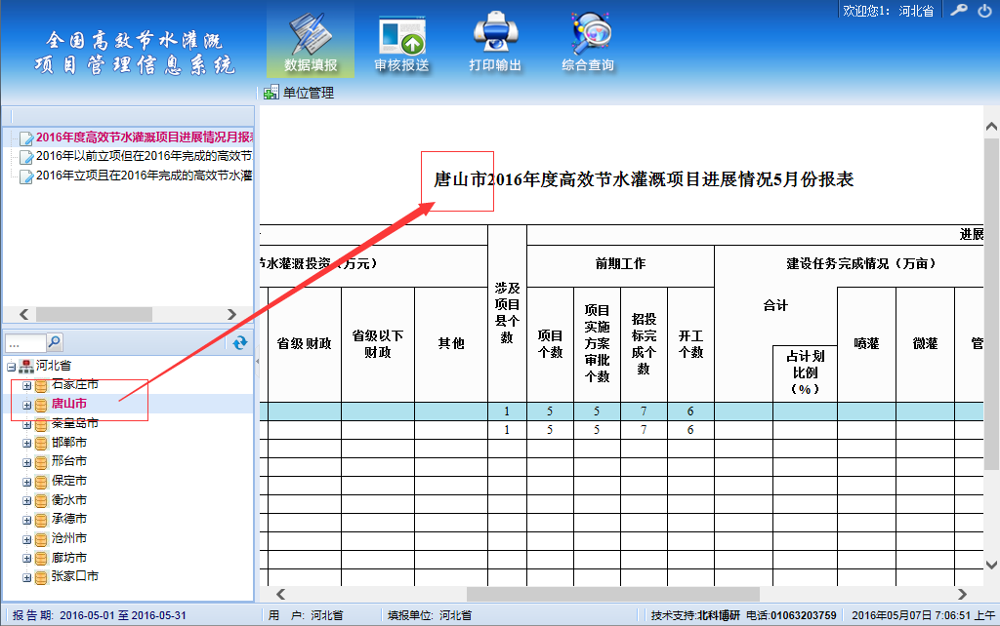 欢迎您1: 河北省
全国高效节水灌溉
项目管理信息系统
数据填报
审核报送
打印输出
综合查询
单位管理
2016年度高效节水灌溉项目进展情况月报
2016年以前立项但在2016年完成的高效节
2016年立项且在2016年完成的高效节水灌
...
河北省
石家庄市
唐山市
秦皇岛市
邯郸市
邢台市
保定市
衡水市
承德市
沧州市
廊坊市
张家口市
唐山市2016年度高效节水灌溉项目进展情况5月份报表
进展
节水灌溉投资(万元)
前期工作
建设任务完成情况(万亩)
省级财政
省级以下
财政
其他
涉及
项目
县个
数
项目
个数
项目
实施
方案
审批
个数
招投
标完
成个
数
开工
个数
合计
占计划
比例
(%)
喷灌
微灌
管
1 5 5 7 6
1 5 5 7 6
报 告 期: 2016-05-01 至 2016-05-31
用 户: 河北省
填报单位: 河北省
技术支持:北科博研 电话:01063203759
2016年05月07日 7:06:51 上午